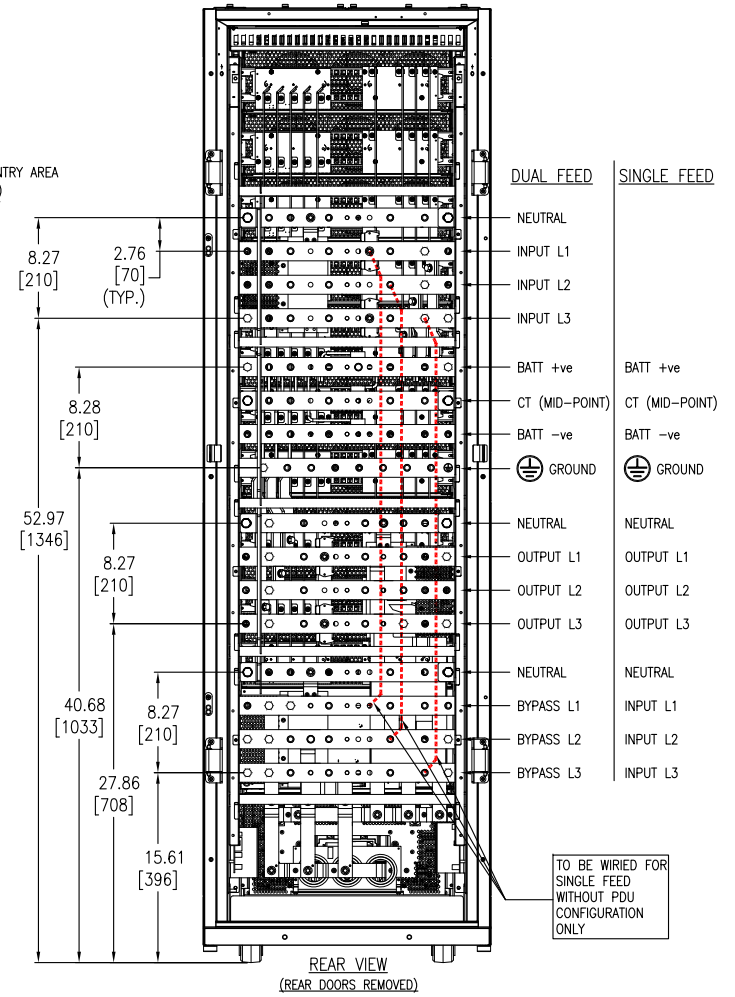 NTRY AREA
)
DUAL FEED
SINGLE FEED
NEUTRAL
INPUT L1
INPUT L2
INPUT L3
BATT +ve
BATT +ve
CT (MID-POINT)
CT (MID-POINT)
BATT -ve
BATT -ve
GROUND
GROUND
NEUTRAL
NEUTRAL
OUTPUT L1
OUTPUT L1
OUTPUT L2
OUTPUT L2
OUTPUT L3
OUTPUT L3
NEUTRAL
NEUTRAL
BYPASS L1
INPUT L1
BYPASS L2
INPUT L2
BYPASS L3
INPUT L3
8.27
[210]
2.76
[70]
(TYP.)
8.28
[210]
52.97
[1346]
8.27
[210]
40.68
[1033]
8.27
[210]
27.86
[708]
15.61
[396]
TO BE WIRIED FOR
SINGLE FEED
WITHOUT PDU
CONFIGURATION
ONLY
REAR VIEW
(REAR DOORS REMOVED)